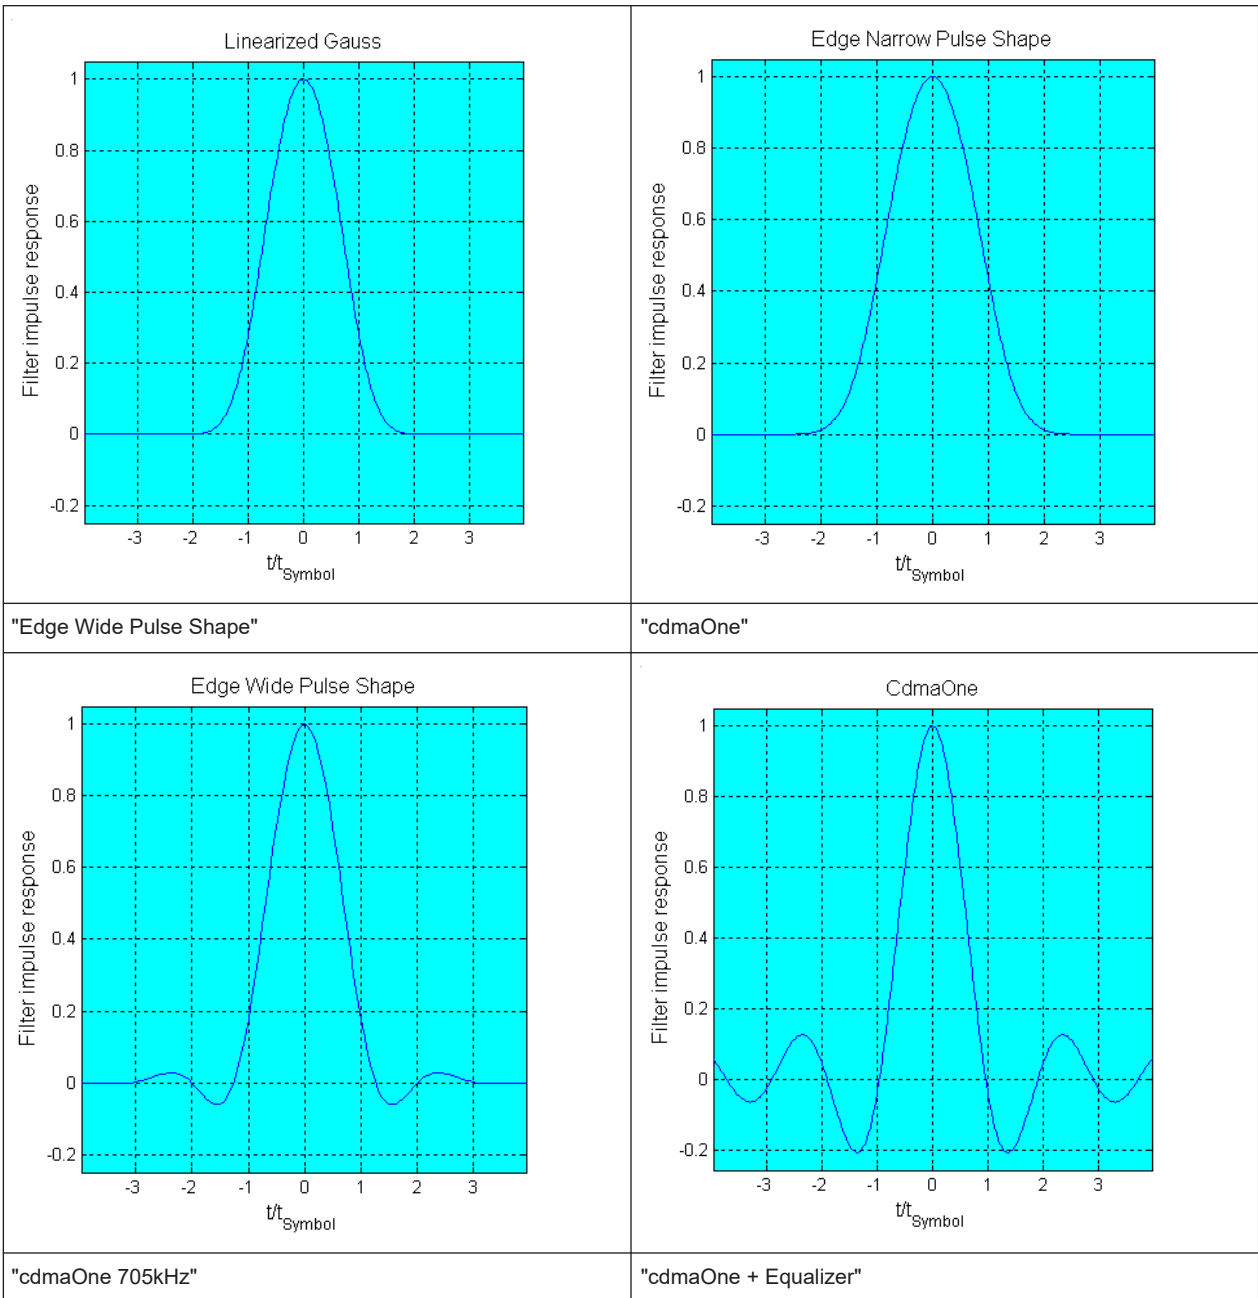 Linearized Gauss
1
0.8
0.6
0.4
0.2
0
-0.2
Filter impulse response
-3 -2 -1 0 1 2 3
t/tSymbol
Edge Narrow Pulse Shape
1
0.8
0.6
0.4
0.2
0
-0.2
Filter impulse response
-3 -2 -1 0 1 2 3
t/tSymbol
"Edge Wide Pulse Shape"
"cdmaOne"
Edge Wide Pulse Shape
1
0.8
0.6
0.4
0.2
0
-0.2
Filter impulse response
-3 -2 -1 0 1 2 3
t/tSymbol
CdmaOne
1
0.8
0.6
0.4
0.2
0
-0.2
Filter impulse response
-3 -2 -1 0 1 2 3
t/tSymbol
"cdmaOne 705kHz"
"cdmaOne + Equalizer"